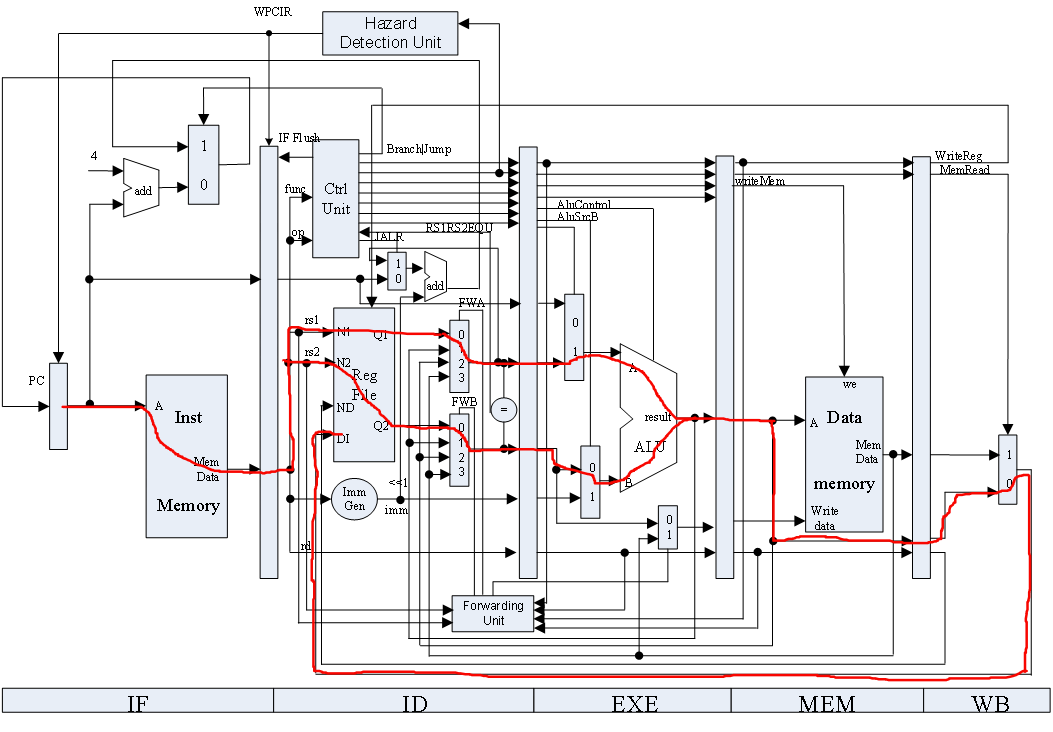 WPCIR
Hazard
Detection Unit
IF Flush
Branch|Jump
WriteReg
MemRead
1
0
4
add
func
Ctrl
Unit
op
writeMem
AluControl
AluSrcB
RS1RS2EQU
JALR
1
0
add
FWA
0
1
rs1
N1
Q1
0
1
2
3
rs2
N2
Reg
File
A
PC
we
A
Inst
Mem
Data
Memory
ND
DI
Q2
FWB
0
1
2
3
=
result
ALU
B
0
1
A
Data
Mem
Data
memory
Write
data
1
0
Imm
Gen
<<1
imm
0
1
rd
Forwarding
Unit
IF
ID
EXE
MEM
WB